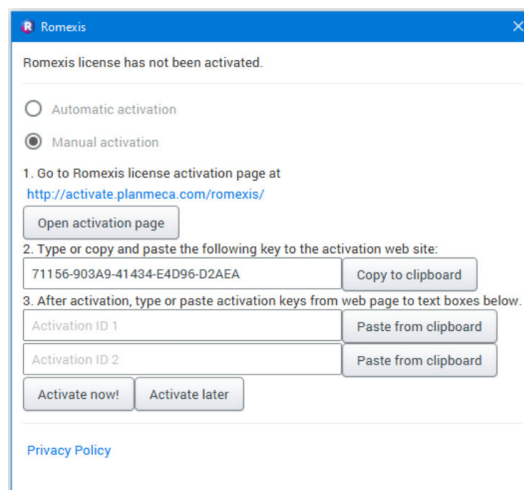 Romexis
Romexis license has not been activated.
Automatic activation
Manual activation
1. Go to Romexis license activation page at
http://activate.planmeca.com/romexis/
Open activation page
2. Type or copy and paste the following key to the activation web site:
71156-903A9-41434-E4D96-D2AEA Copy to clipboard
3. After activation, type or paste activation keys from web page to text boxes below.
Activation ID 1 Paste from clipboard
Activation ID 2 Paste from clipboard
Activate now! Activate later
Privacy Policy